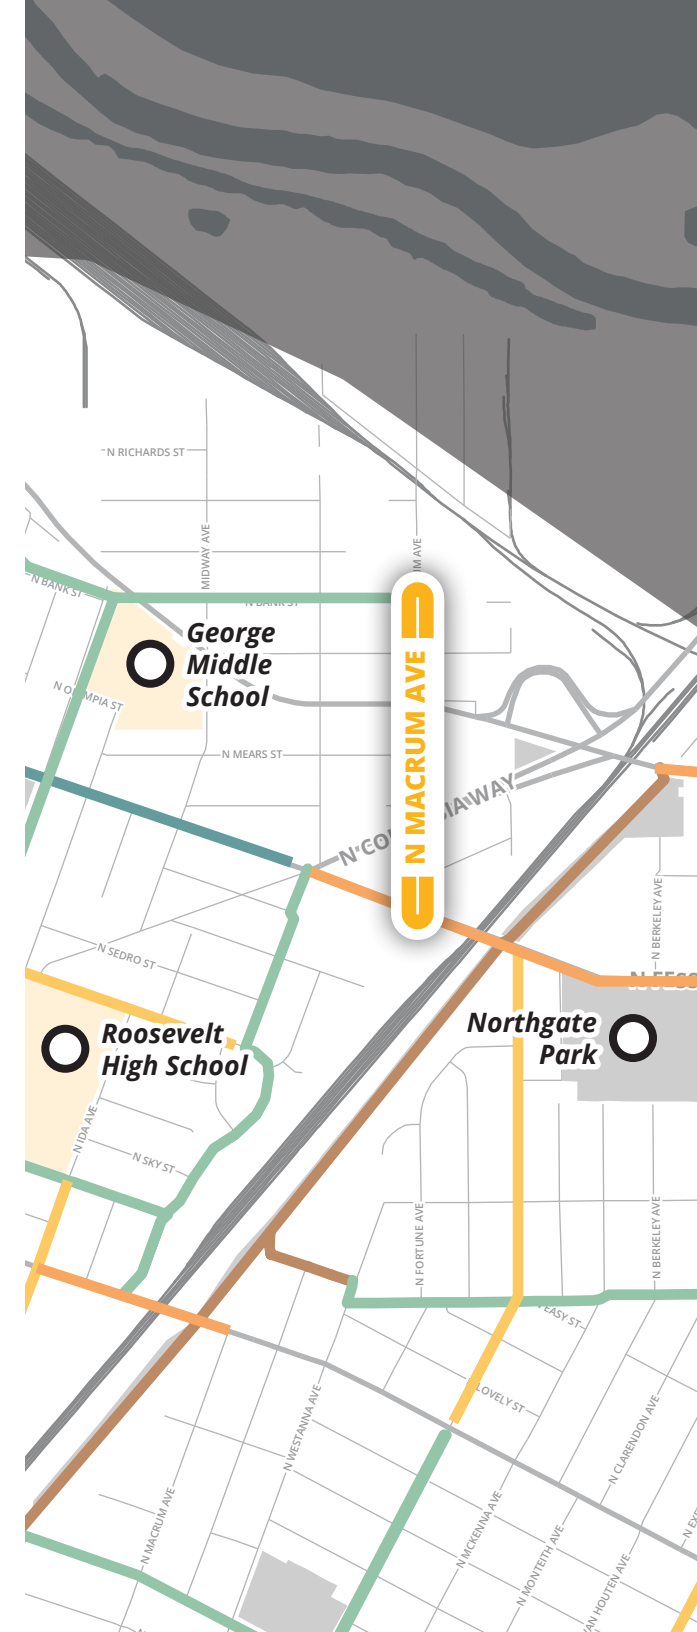 N RICHARDS ST
MIDWAY AVE
N BANK ST
N BANK ST
George
Middle
School
N MEARS ST
N MACRUM AVE
N BERKELEY AVE
N SEDRO ST
Roosevelt
High School
Northgate
Park
N IDA AVE
N SKY ST
N FORTUNE AVE
N BERKELEY AVE
LOVELY ST
N WESTANNA AVE
N CLARENDON AVE
N MACRUM AVE
N MCKENNA AVE
N MONTEITH AVE